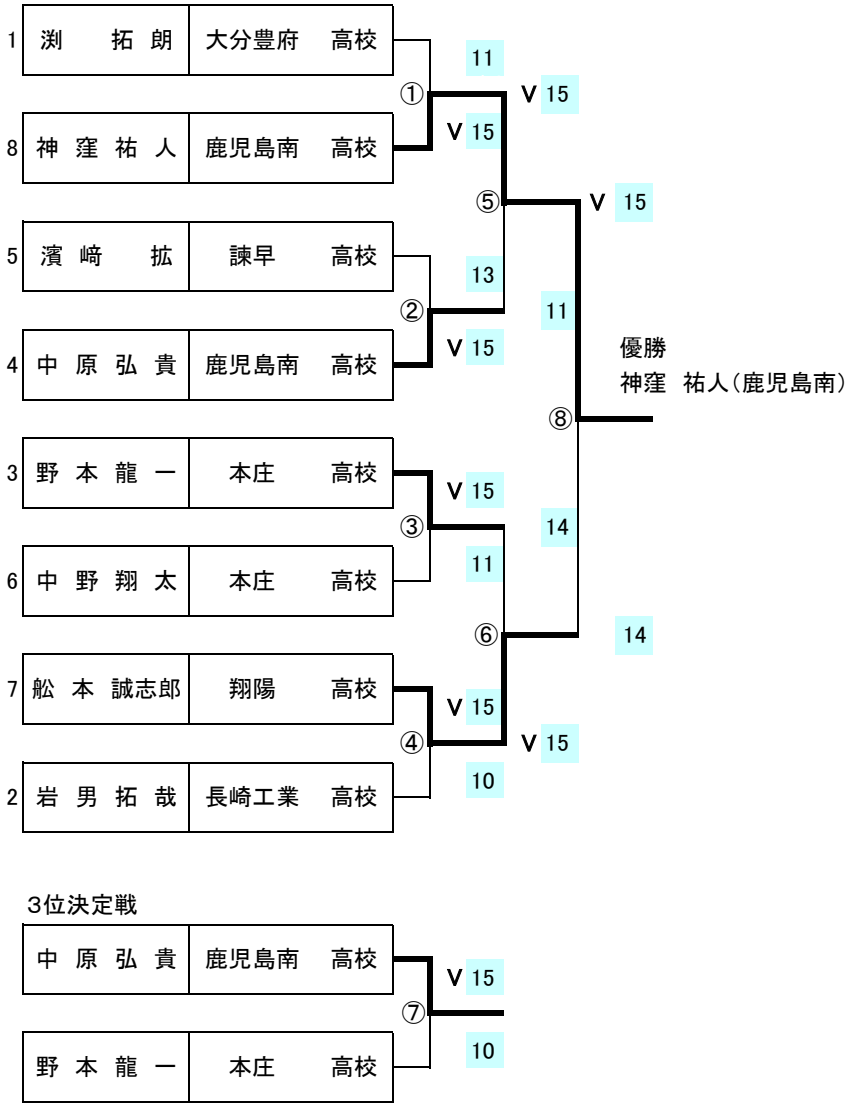 1 渕 拓 朗 大分豊府 高校
11
① V 15
V 15
8 神 窪 祐 人 鹿児島南 高校
⑤ V 15
5 濱 﨑 拡 諫早 高校
13
② 11
V 15
4 中 原 弘 貴 鹿児島南 高校
優勝
神窪 祐人(鹿児島南)
⑧
3 野 本 龍 一 本庄 高校
V 15
③ 14
11
6 中 野 翔 太 本庄 高校
⑥ 14
7 舩 本 誠志郎 翔陽 高校
V 15
④ V 15
10
2 岩 男 拓 哉 長崎工業 高校
3位決定戦
中 原 弘 貴 鹿児島南 高校
V 15
⑦
10
野 本 龍 一 本庄 高校